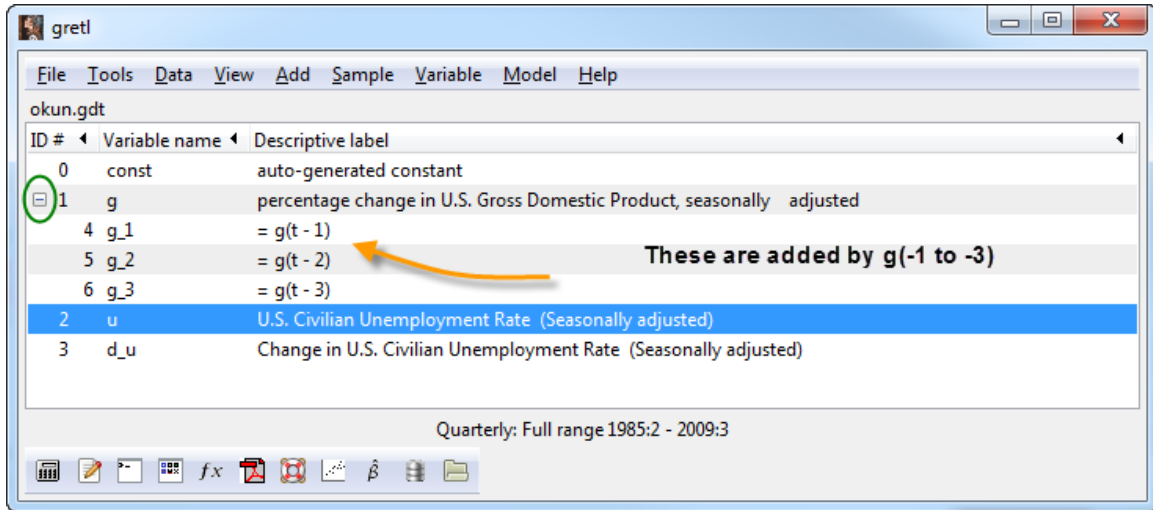 gretl
File Tools Data View Add Sample Variable Model Help
okun.gdt
ID # Variable name Descriptive label
0 const auto-generated constant
1 g percentage change in U.S. Gross Domestic Product, seasonally adjusted
4 g_1 = g(t - 1)
5 g_2 = g(t - 2)
These are added by g(-1 to -3)
6 g_3 = g(t - 3)
2 u U.S. Civilian Unemployment Rate (Seasonally adjusted)
3 d_u Change in U.S. Civilian Unemployment Rate (Seasonally adjusted)
Quarterly: Full range 1985:2 - 2009:3
fx β̂